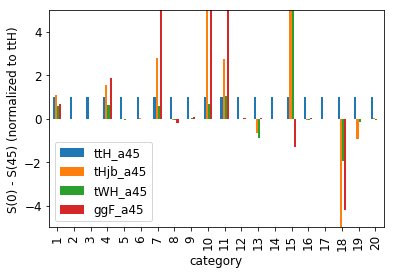 4
2
0
−2
−4
S(0) - S(45) (normalized to ttH)
ttH_a45
tHjb_a45
tWH_a45
ggF_a45
1 2 3 4 5 6 7 8 9 10 11 12 13 14 15 16 17 18 19 20
category